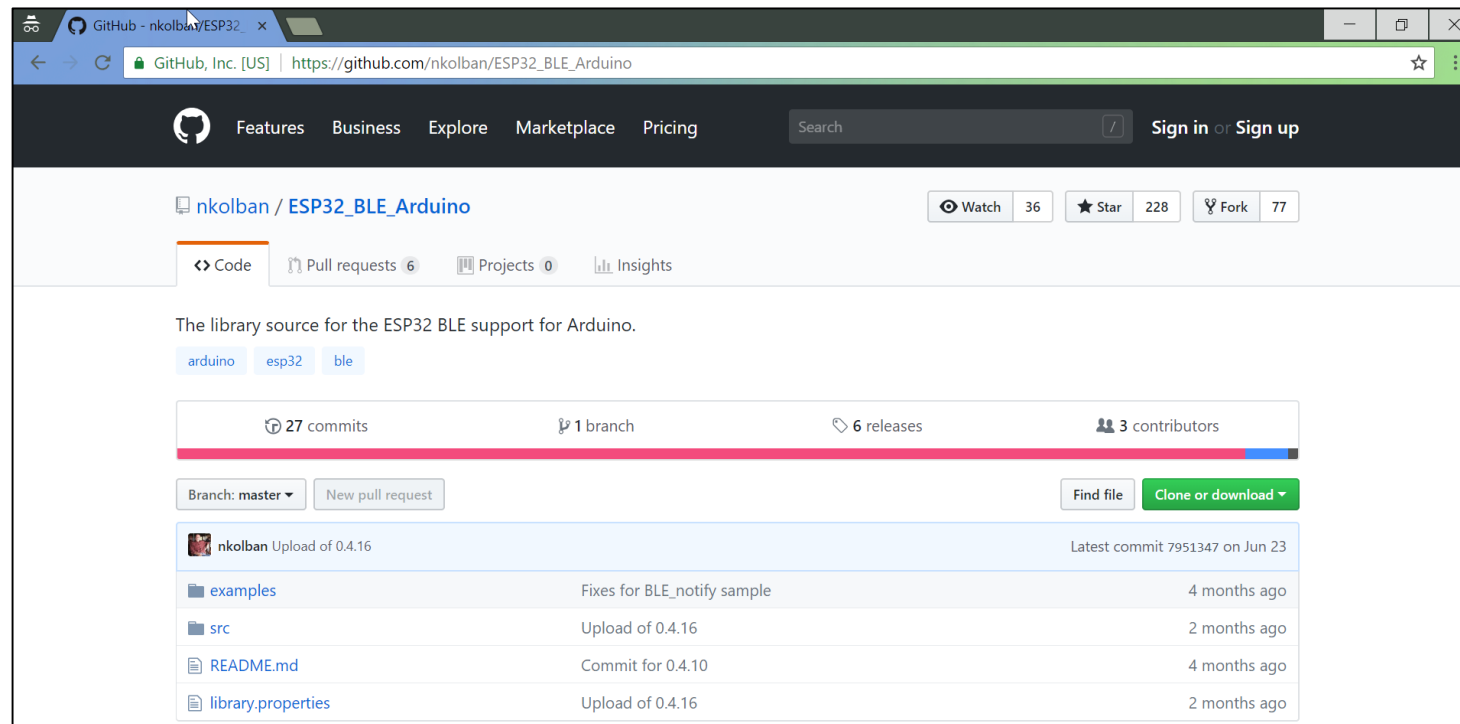 GitHub - nkolban/ESP32_
GitHub, Inc. [US] | https://github.com/nkolban/ESP32_BLE_Arduino
Features Business Explore Marketplace Pricing Search / Sign in or Sign up
nkolban / ESP32_BLE_Arduino Watch 36 Star 228 Fork 77
Code Pull requests 6 Projects 0 Insights
The library source for the ESP32 BLE support for Arduino.
arduino esp32 ble
27 commits 1 branch 6 releases 3 contributors
Branch: master New pull request Find file Clone or download
nkolban Upload of 0.4.16 Latest commit 7951347 on Jun 23
examples Fixes for BLE_notify sample 4 months ago
src Upload of 0.4.16 2 months ago
README.md Commit for 0.4.10 4 months ago
library.properties Upload of 0.4.16 2 months ago